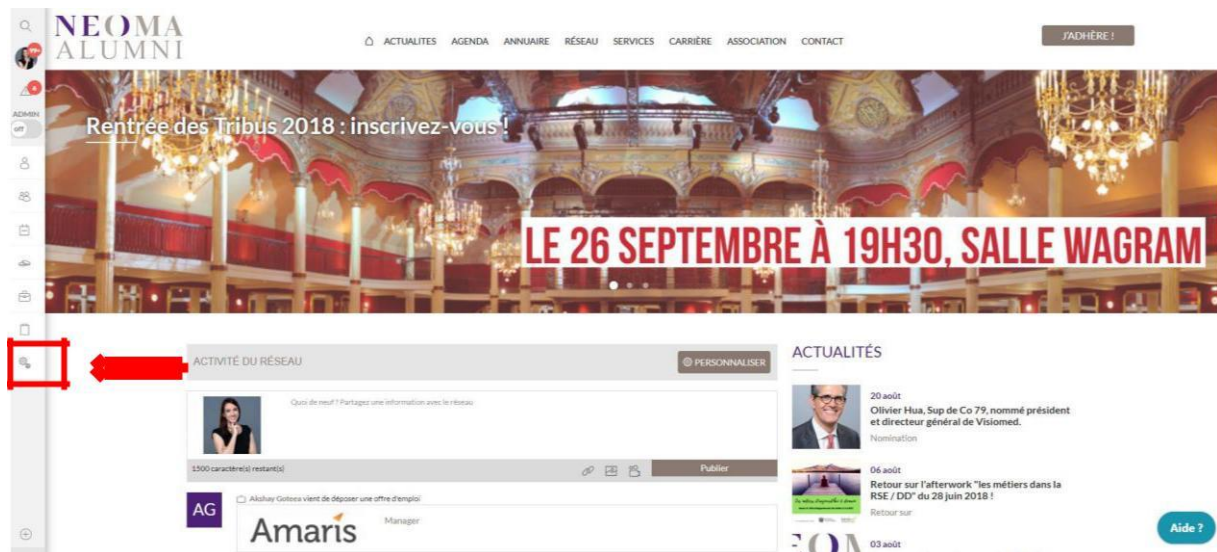 NEOMA
ALUMNI
ACTUALITES AGENDA ANNUAIRE RÉSEAU SERVICES CARRIÈRE ASSOCIATION CONTACT
J'ADHÈRE !
99+
4
ADMIN
off
Rentrée des Tribus 2018 : inscrivez-vous !
LE 26 SEPTEMBRE À 19H30, SALLE WAGRAM
ACTIVITÉ DU RÉSEAU
PERSONNALISER
Quoi de neuf ? Partagez une information avec le réseau
1500 caractère(s) restant(s)
Publier
AG
Akshay Goteea vient de déposer une offre d'emploi
Amaris
Manager
ACTUALITÉS
20 août
Olivier Hua, Sup de Co 79, nommé président
et directeur général de Visiomed.
Nomination
06 août
Retour sur l'afterwork "les métiers dans la
RSE / DD" du 28 juin 2018 !
Retour sur
03 août
Aide ?